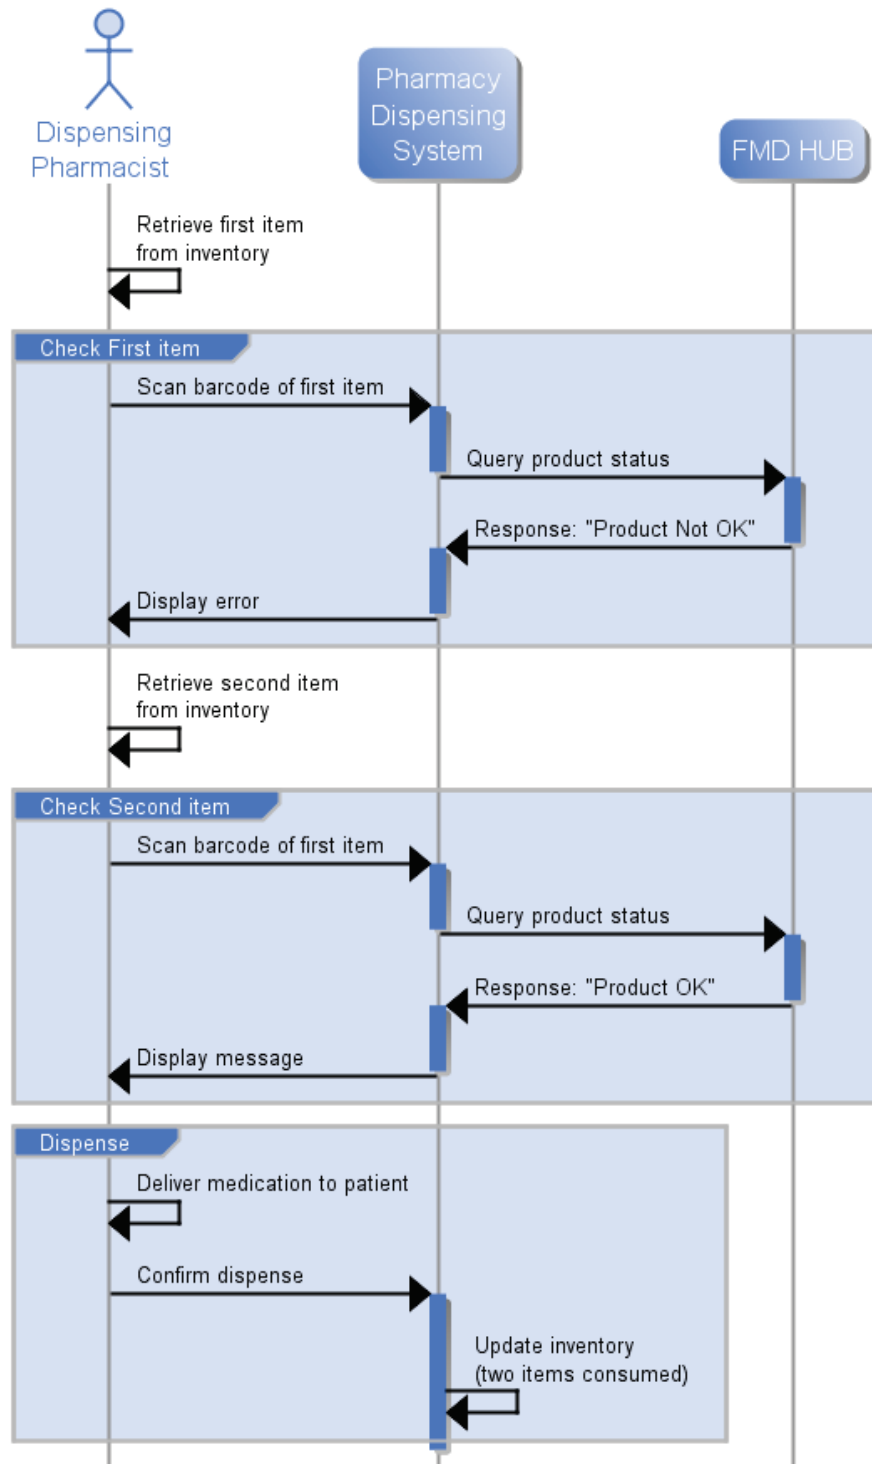 Dispensing
Pharmacist
Pharmacy
Dispensing
System
FMD HUB
Retrieve first item
from inventory
Check First item
Scan barcode of first item
Query product status
Response: "Product Not OK"
Display error
Retrieve second item
from inventory
Check Second item
Scan barcode of first item
Query product status
Response: "Product OK"
Display message
Dispense
Deliver medication to patient
Confirm dispense
Update inventory
(two items consumed)